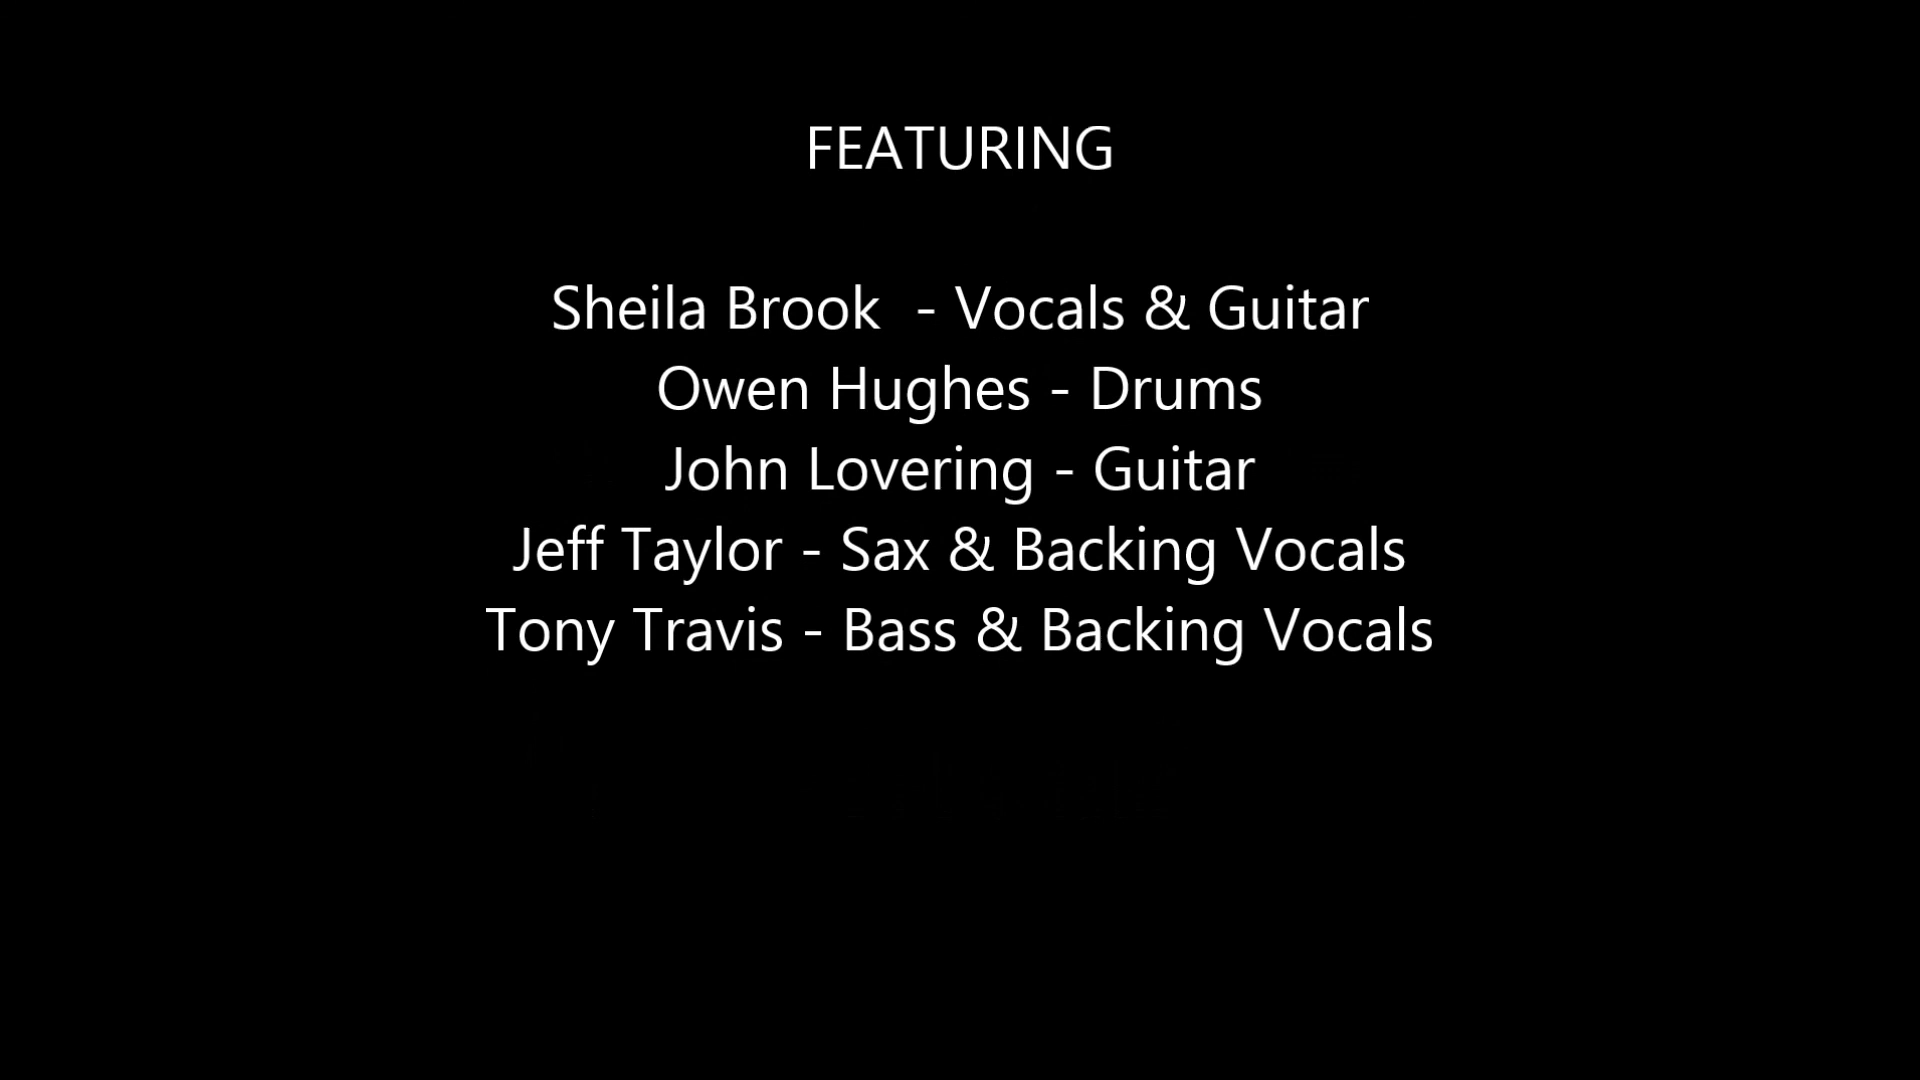 FEATURING
Sheila Brook  - Vocals & Guitar
Owen Hughes - Drums
John Lovering - Guitar
Jeff Taylor - Sax & Backing Vocals
Tony Travis - Bass & Backing Vocals